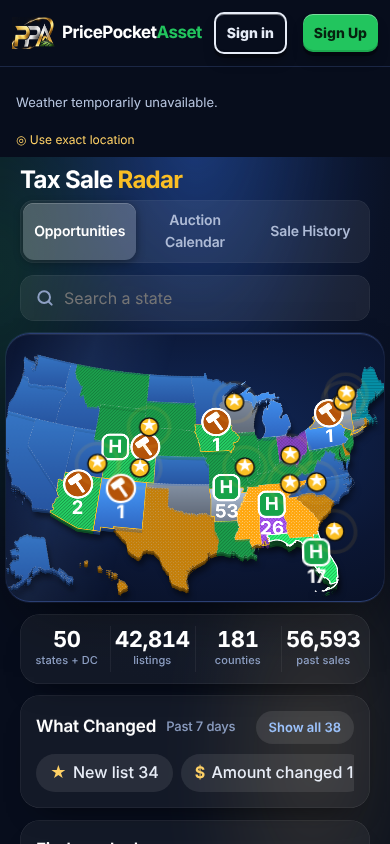 PPA PricePocketAsset Sign in Sign Up
Weather temporarily unavailable.
◎ Use exact location
Tax Sale Radar
Opportunities Auction Calendar Sale History
Search a state
H
1
1
H
2
1
53
H
26
H
17
50 42,814 181 56,593
states + DC listings counties past sales
What Changed Past 7 days Show all 38
★ New list 34 $ Amount changed 1